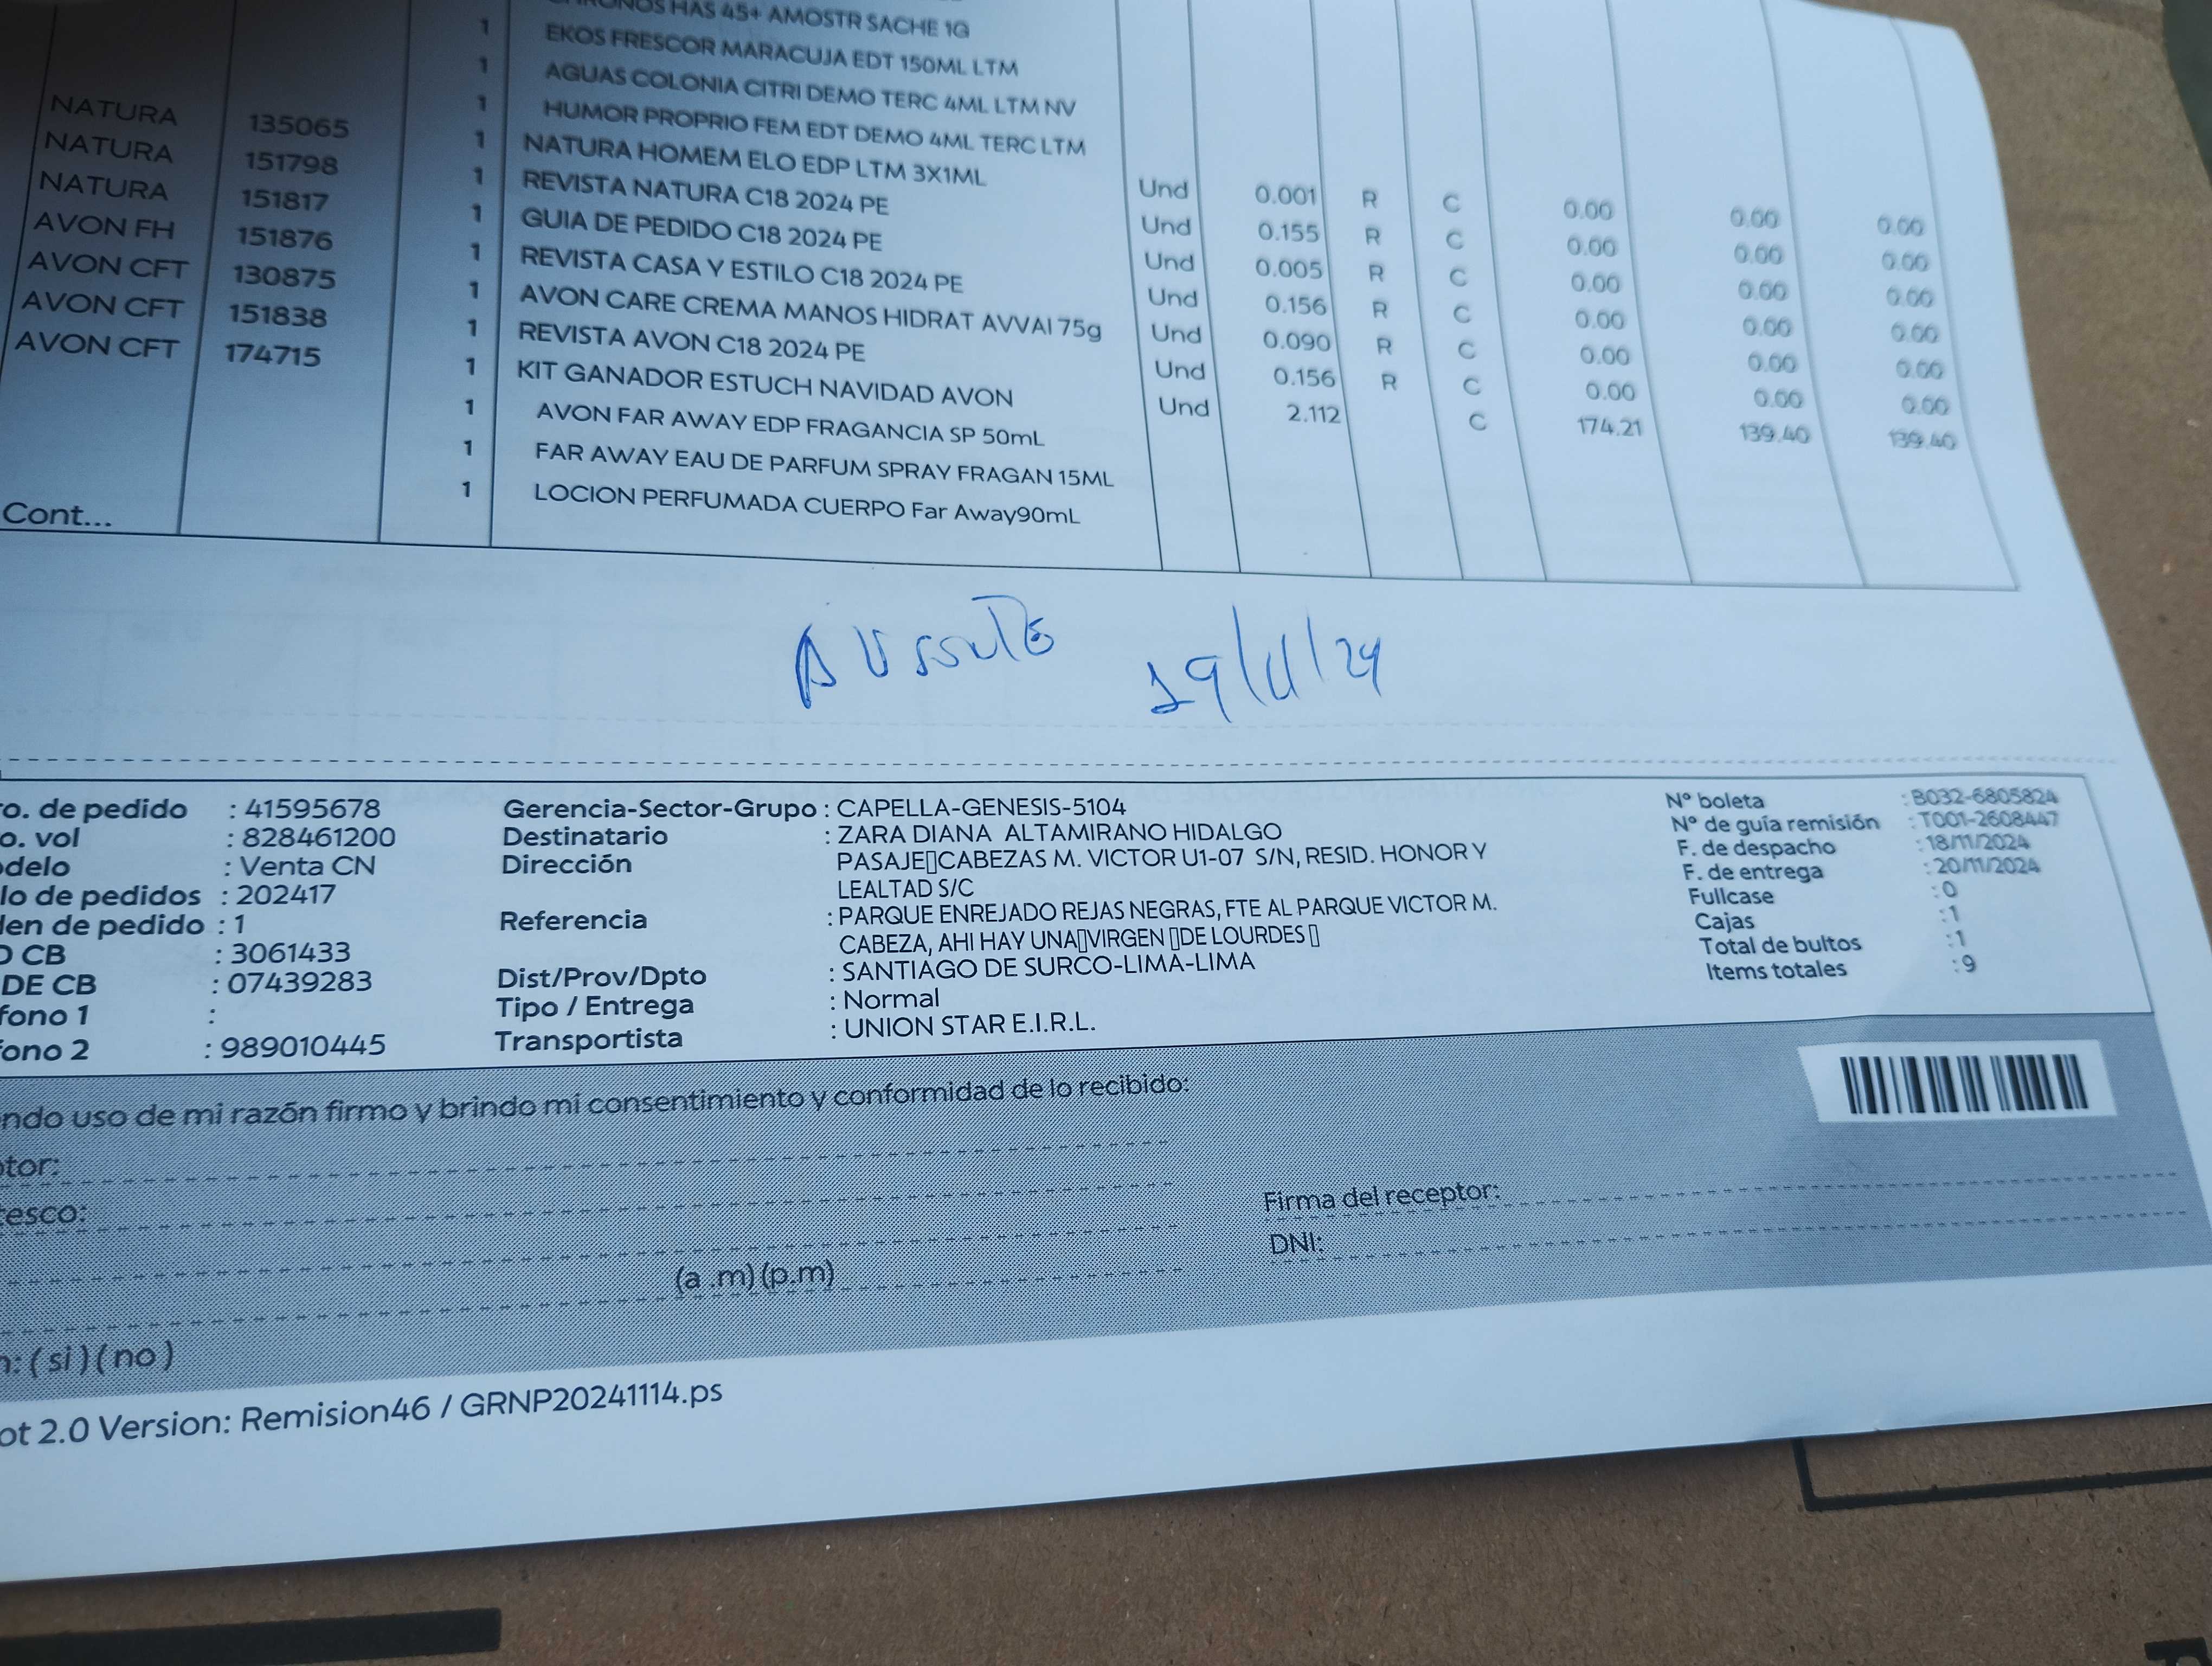 CHRONOS HAS 45+ AMOSTR SACHE 1G
1 EKOS FRESCOR MARACUJA EDT 150ML LTM
1 AGUAS COLONIA CITRI DEMO TERC 4ML LTM NV
1 HUMOR PROPRIO FEM EDT DEMO 4ML TERC LTM
NATURA 135065 1 NATURA HOMEM ELO EDP LTM 3X1ML Und 0.001 R C 0.00 0.00 0.00
NATURA 151798 1 REVISTA NATURA C18 2024 PE Und 0.155 R C 0.00 0.00 0.00
NATURA 151817 1 GUIA DE PEDIDO C18 2024 PE Und 0.005 R C 0.00 0.00 0.00
AVON FH 151876 1 REVISTA CASA Y ESTILO C18 2024 PE Und 0.156 R C 0.00 0.00 0.00
AVON CFT 130875 1 AVON CARE CREMA MANOS HIDRAT AVVAI 75g Und 0.090 R C 0.00 0.00 0.00
AVON CFT 151838 1 REVISTA AVON C18 2024 PE Und 0.156 R C 0.00 0.00 0.00
AVON CFT 174715 1 KIT GANADOR ESTUCH NAVIDAD AVON Und 2.112 C 174.21 139.40 139.40
1 AVON FAR AWAY EDP FRAGANCIA SP 50mL
1 FAR AWAY EAU DE PARFUM SPRAY FRAGAN 15ML
1 LOCION PERFUMADA CUERPO Far Away90mL
Cont...
19/11/24
ro. de pedido : 41595678
o. vol : 828461200
odelo : Venta CN
lo de pedidos : 202417
den de pedido : 1
O CB : 3061433
DE CB : 07439283
fono 1 :
fono 2 : 989010445
Gerencia-Sector-Grupo : CAPELLA-GENESIS-5104
Destinatario : ZARA DIANA ALTAMIRANO HIDALGO
Dirección PASAJE▯CABEZAS M. VICTOR U1-07 S/N, RESID. HONOR Y
LEALTAD S/C
Referencia : PARQUE ENREJADO REJAS NEGRAS, FTE AL PARQUE VICTOR M.
CABEZA, AHI HAY UNA▯VIRGEN ▯DE LOURDES ▯
Dist/Prov/Dpto : SANTIAGO DE SURCO-LIMA-LIMA
Tipo / Entrega : Normal
Transportista : UNION STAR E.I.R.L.
Nº boleta : B032-6805824
Nº de guía remisión : T001-2608447
F. de despacho : 18/11/2024
F. de entrega : 20/11/2024
Fullcase : 0
Cajas : 1
Total de bultos : 1
Items totales : 9
ndo uso de mi razón firmo y brindo mi consentimiento y conformidad de lo recibido:
ptor:
tesco:
Firma del receptor:
DNI:
(a .m) (p.m)
n: ( si ) ( no )
ot 2.0 Version: Remision46 / GRNP20241114.ps